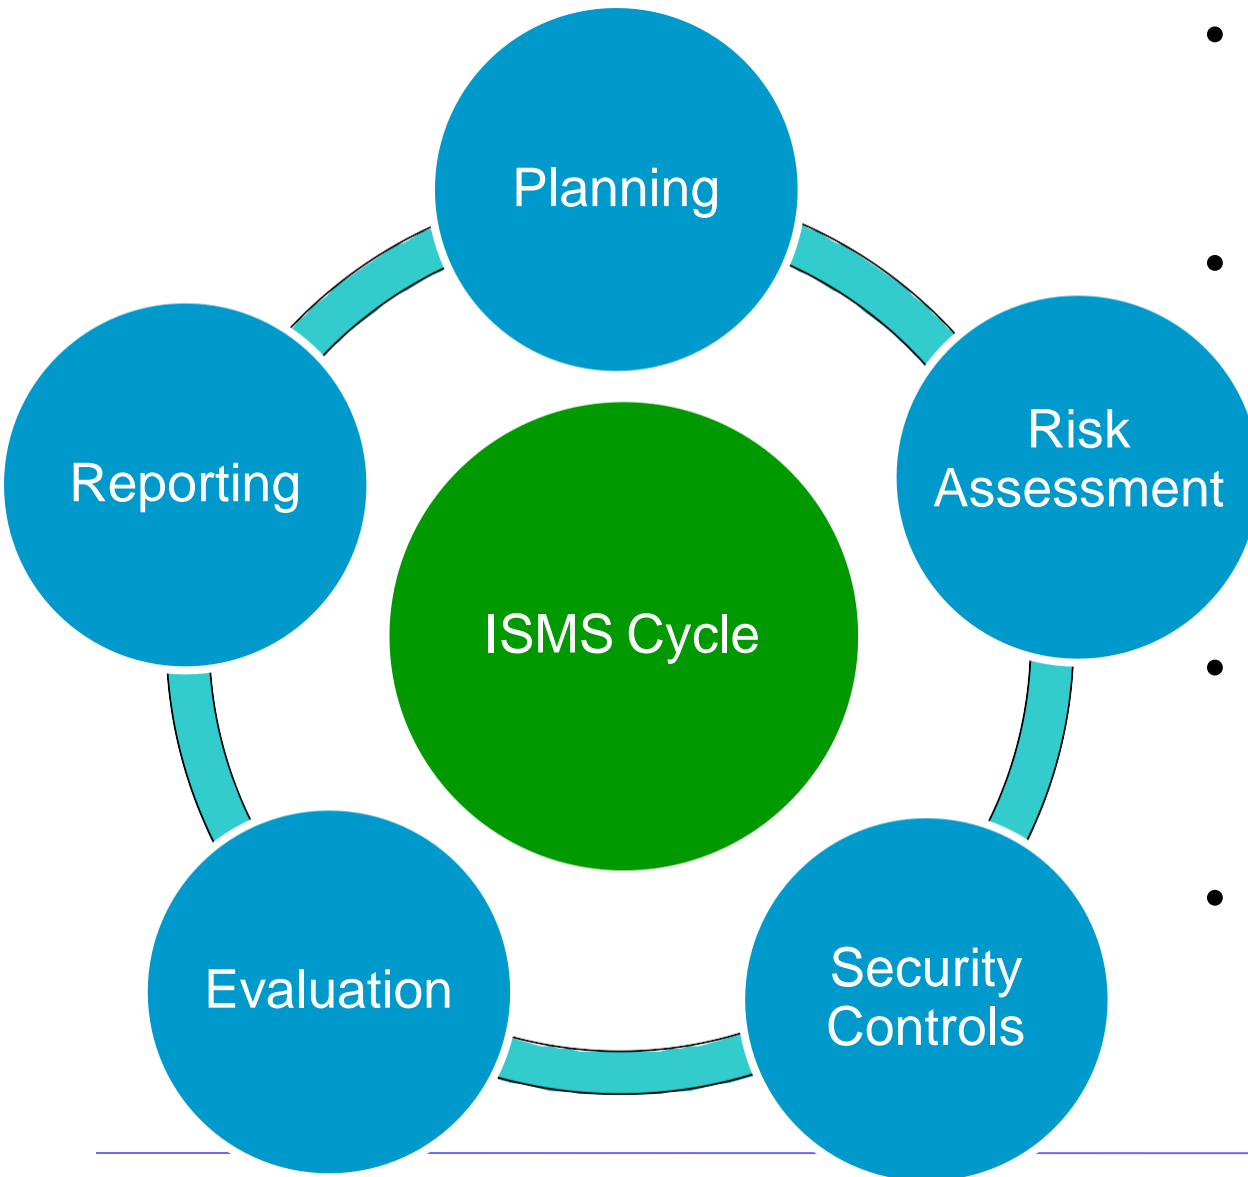 Planning
Risk
Assessment
Reporting
ISMS Cycle
Security
Controls
Evaluation